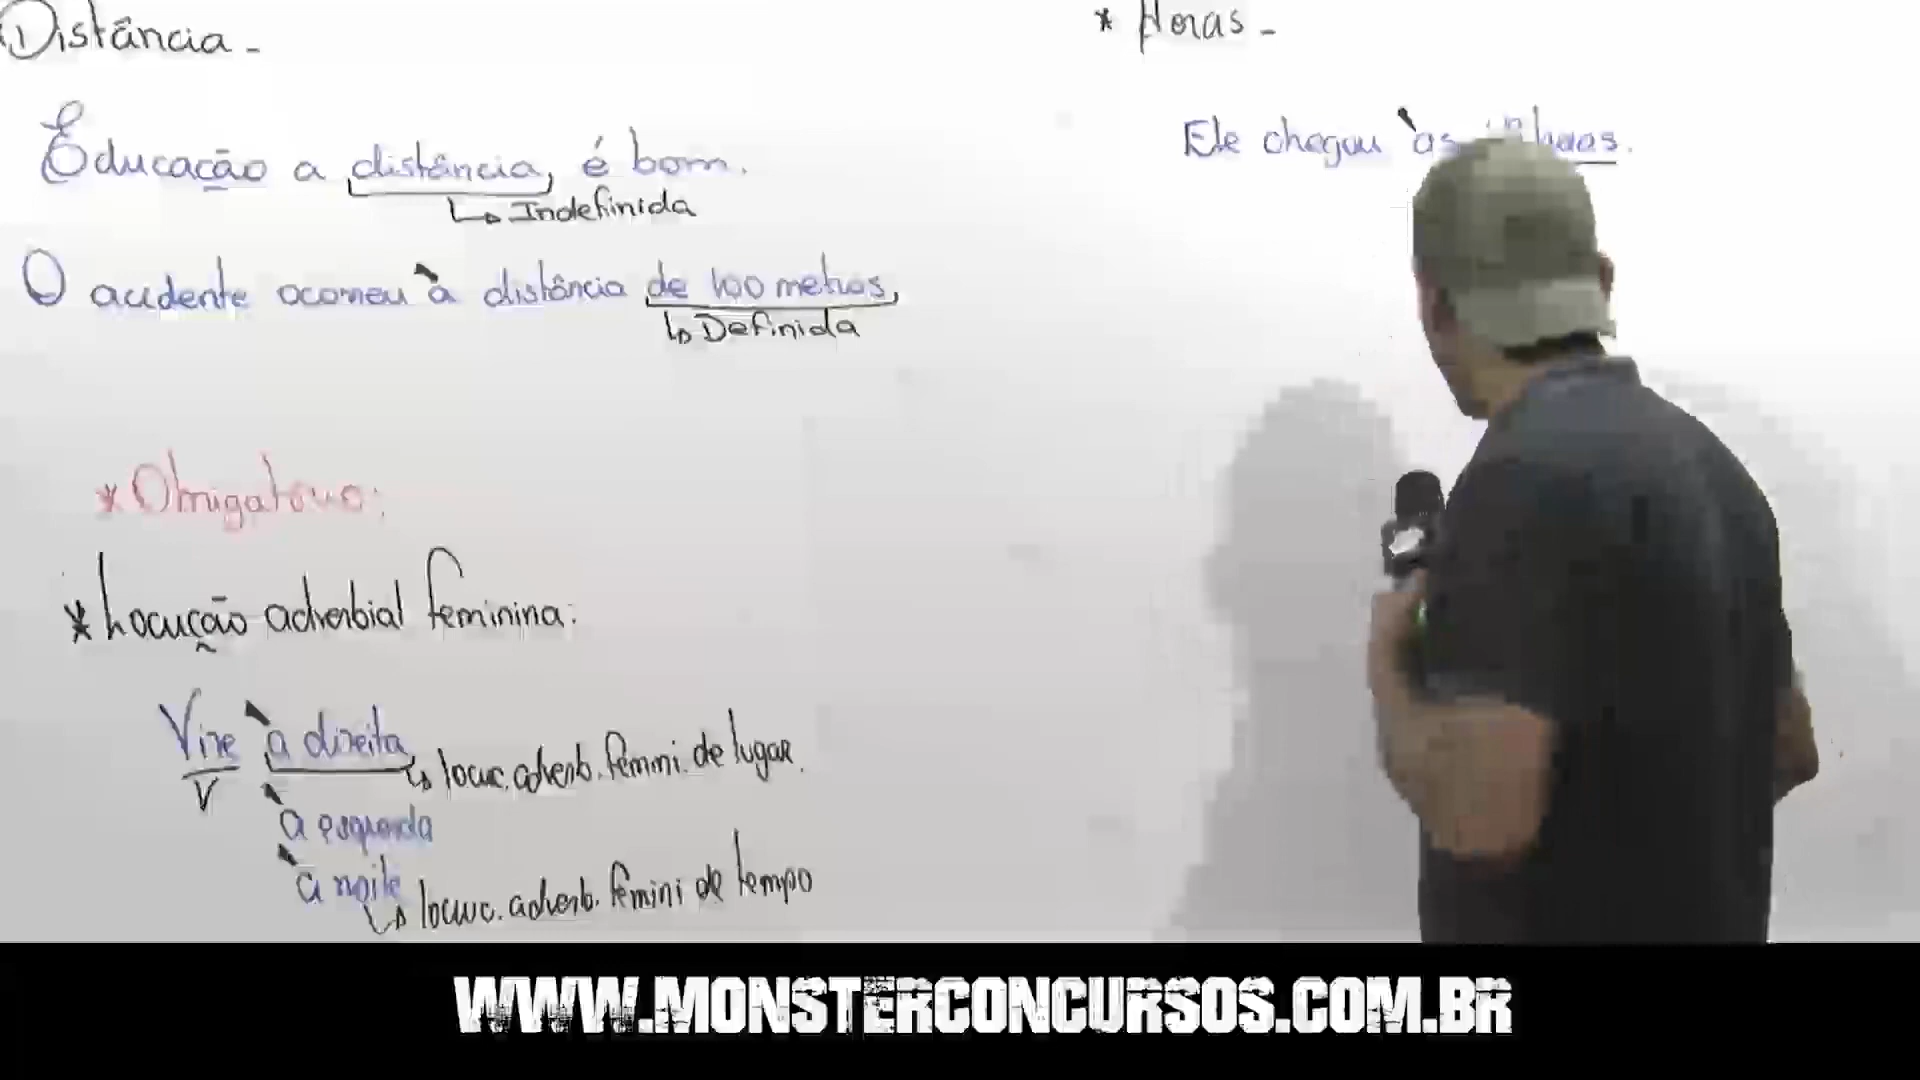 Distância -
Educação a distância, é bom.
↳ Indefinida
O acidente ocorreu à distância de 100 metros,
↳ Definida
* Obrigatório:
* Locução adverbial feminina:
Vire à direita
V
↳ locuc. adverb. femini. de lugar.
à esquerda
à noite
↳ locuc. adverb. femini de tempo
* Horas -
Ele chegou às horas.
WWW.MONSTERCONCURSOS.COM.BR